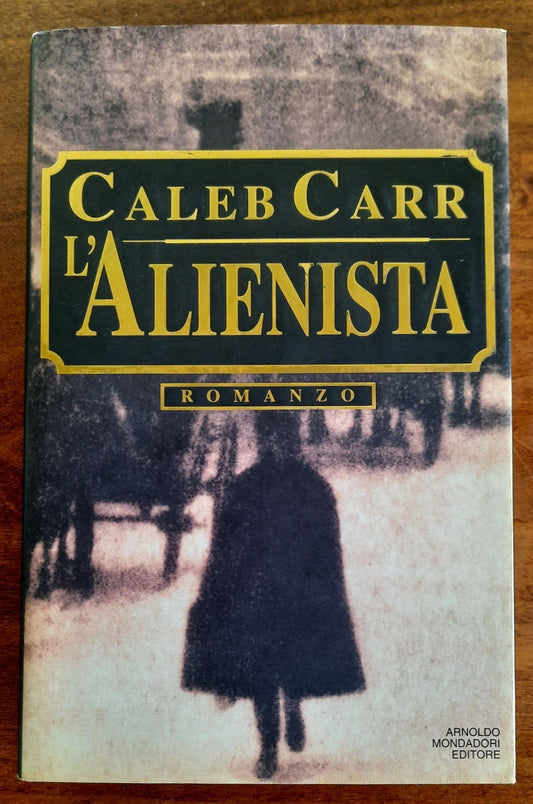 CALEB CARR
L'ALIENISTA
ROMANZO
ARNOLDO
MONDADORI
EDITORE